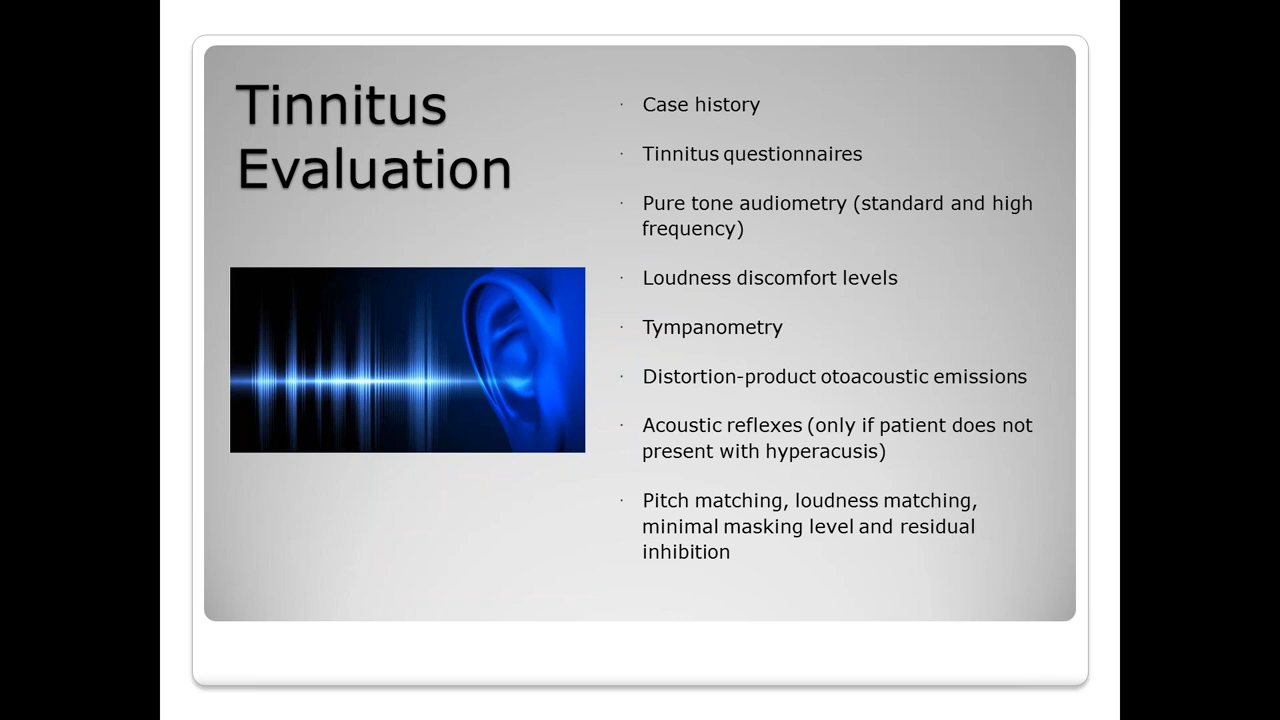 Tinnitus
Evaluation
· Case history
· Tinnitus questionnaires
· Pure tone audiometry (standard and high
frequency)
· Loudness discomfort levels
· Tympanometry
· Distortion-product otoacoustic emissions
· Acoustic reflexes (only if patient does not
present with hyperacusis)
· Pitch matching, loudness matching,
minimal masking level and residual
inhibition